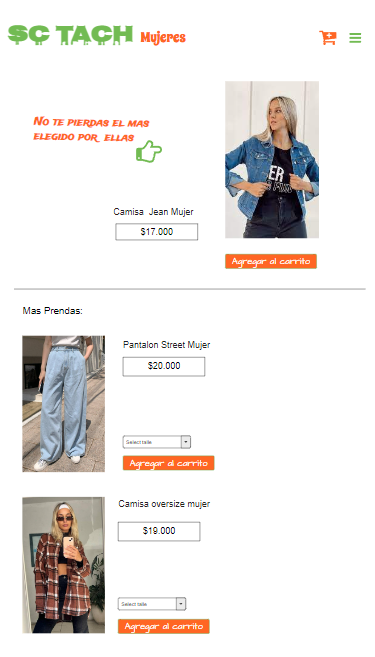 SC TACH Mujeres
No te pierdas el mas
elegido por ellas
Camisa Jean Mujer
$17.000
Agregar al carrito
Mas Prendas:
Pantalon Street Mujer
$20.000
Select talle
Agregar al carrito
Camisa oversize mujer
$19.000
Select talle
Agregar al carrito